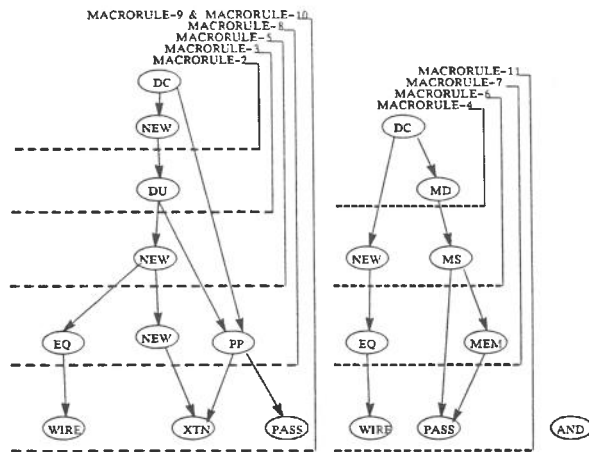 MACRORULE-9 & MACRORULE-10
MACRORULE-8
MACRORULE-5
MACRORULE-3
MACRORULE-2
DC
NEW
DU
NEW
EQ
NEW
PP
WIRE
XTN
PASS
MACRORULE-11
MACRORULE-7
MACRORULE-6
MACRORULE-4
DC
MD
NEW
MS
EQ
MEM
WIRE
PASS
AND